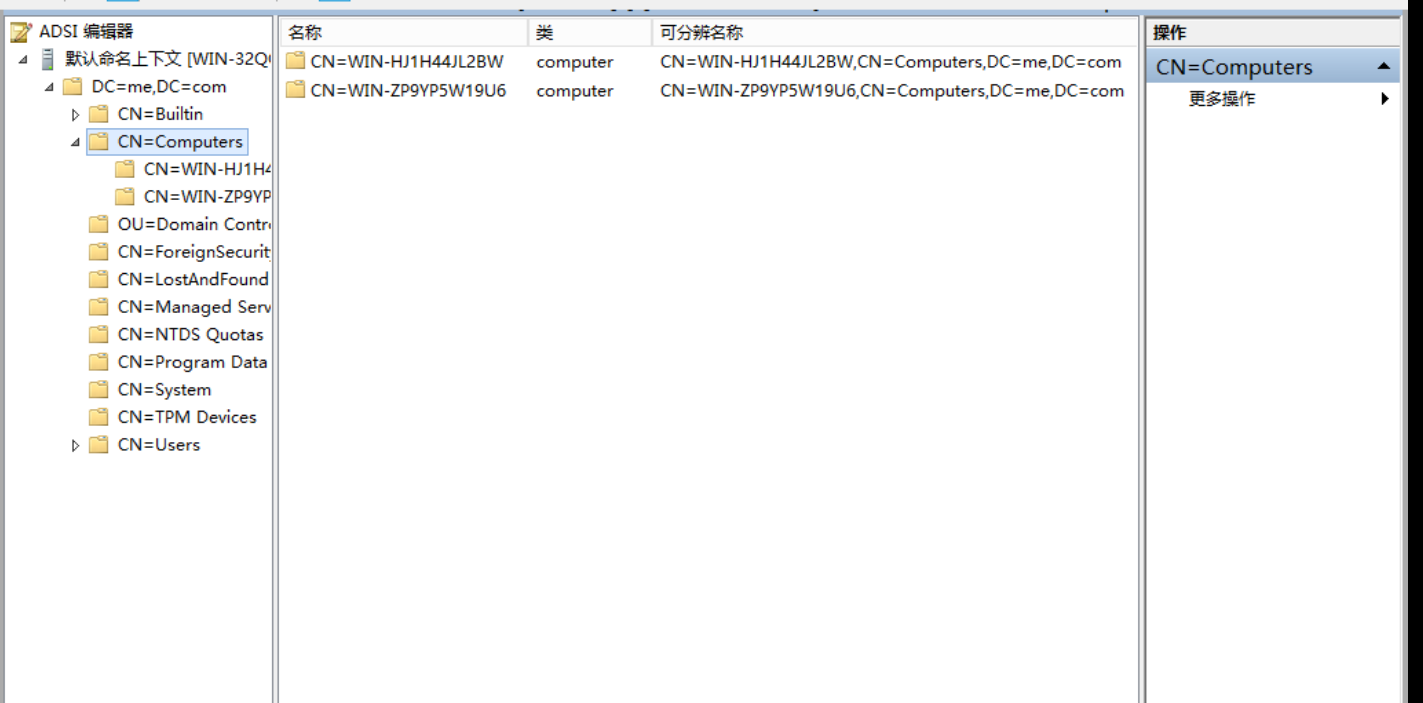 ADSI 编辑器
默认命名上下文 [WIN-32Q
DC=me,DC=com
CN=Builtin
CN=Computers
CN=WIN-HJ1H4
CN=WIN-ZP9YP
OU=Domain Contr
CN=ForeignSecurit
CN=LostAndFound
CN=Managed Serv
CN=NTDS Quotas
CN=Program Data
CN=System
CN=TPM Devices
CN=Users
名称 类 可分辨名称
CN=WIN-HJ1H44JL2BW computer CN=WIN-HJ1H44JL2BW,CN=Computers,DC=me,DC=com
CN=WIN-ZP9YP5W19U6 computer CN=WIN-ZP9YP5W19U6,CN=Computers,DC=me,DC=com
操作
CN=Computers
更多操作